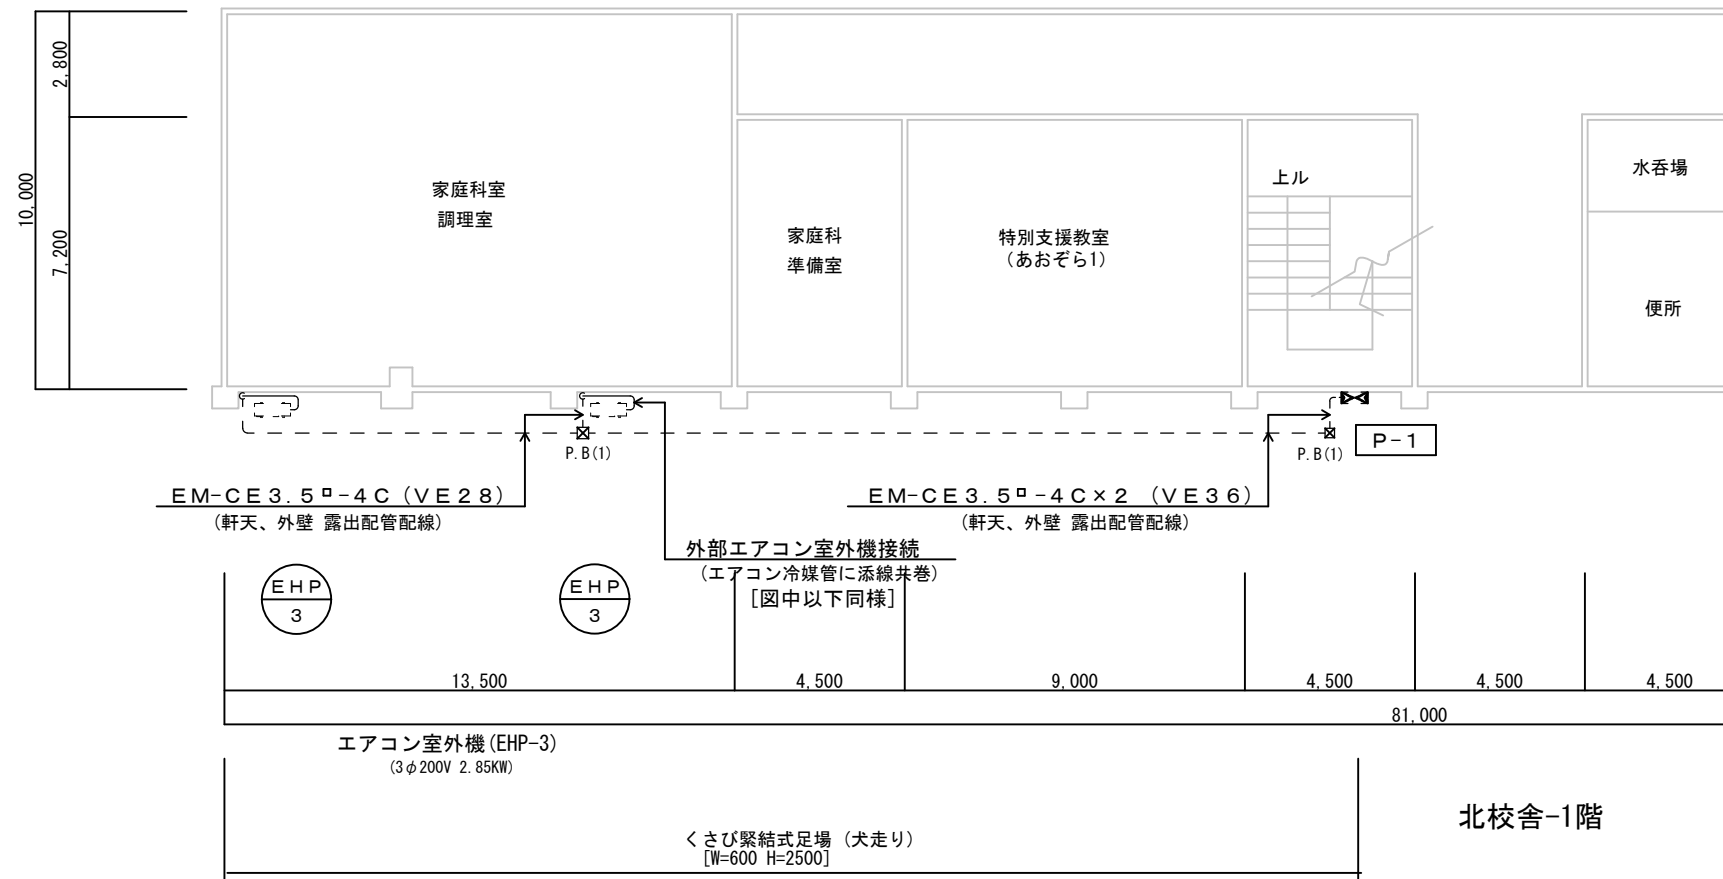 2,800
10,000
7,200
家庭科室
調理室
家庭科
準備室
特別支援教室
(あおぞら1)
上ル
水呑場
便所
P.B(1)
P.B(1)
P-1
EM-CE3.5□-4C(VE28)
(軒天、外壁 露出配管配線)
EM-CE3.5□-4C×2 (VE36)
(軒天、外壁 露出配管配線)
外部エアコン室外機接続
(エアコン冷媒管に添線共巻)
[図中以下同様]
EHP
3
EHP
3
13,500
4,500
9,000
4,500
4,500
4,500
81,000
エアコン室外機(EHP-3)
(3φ200V 2.85KW)
北校舎-1階
くさび緊結式足場 (犬走り)
[W=600 H=2500]